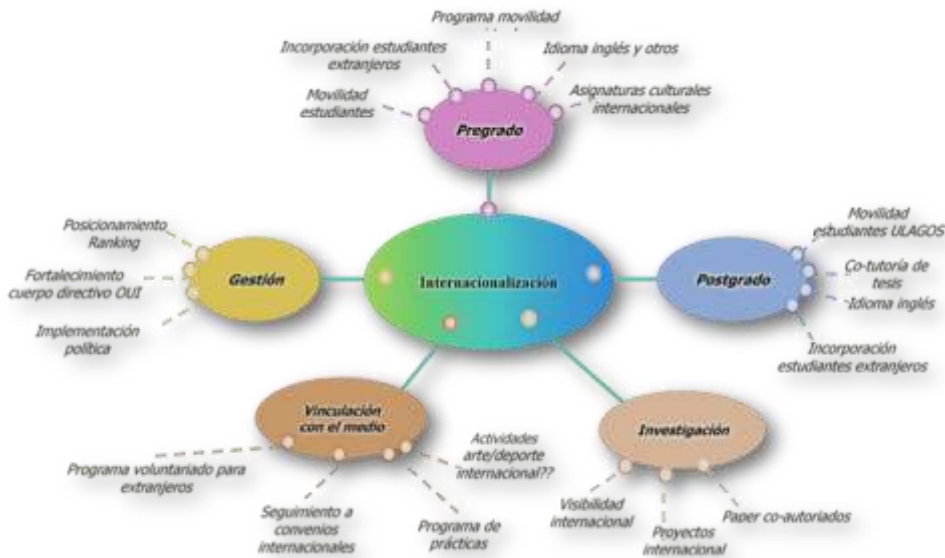 Programa movilidad
Incorporación estudiantes
extranjeros
Idioma inglés y otros
Movilidad
estudiantes
Asignaturas culturales
internacionales
Pregrado
Posicionamiento
Ranking
Fortalecimiento
cuerpo directivo OUI
Implementación
política
Gestión
Internacionalización
Postgrado
Movilidad
estudiantes ULAGOS
Co-tutoría de
tesis
Idioma inglés
Incorporación
estudiantes extranjeros
Vinculación
con el medio
Programa voluntariado para
extranjeros
Seguimiento a
convenios
internacionales
Programa de
prácticas
Actividades
arte/deporte
internacional??
Investigación
Visibilidad
internacional
Proyectos
internacional
Paper co-autoriados